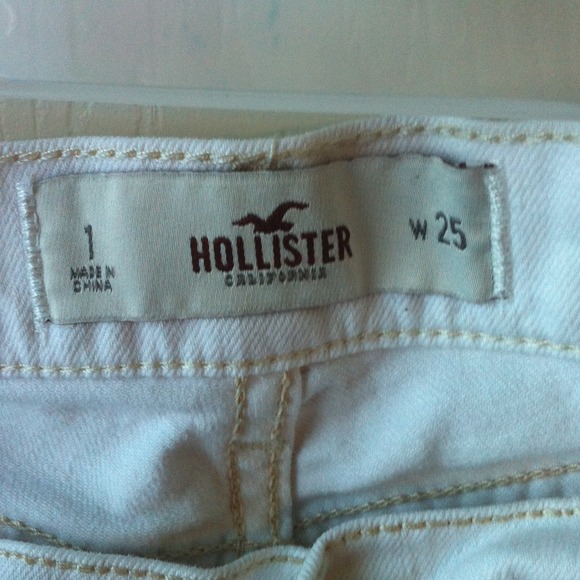 1
MADE IN
CHINA
HOLLISTER
CALIFORNIA
W 25